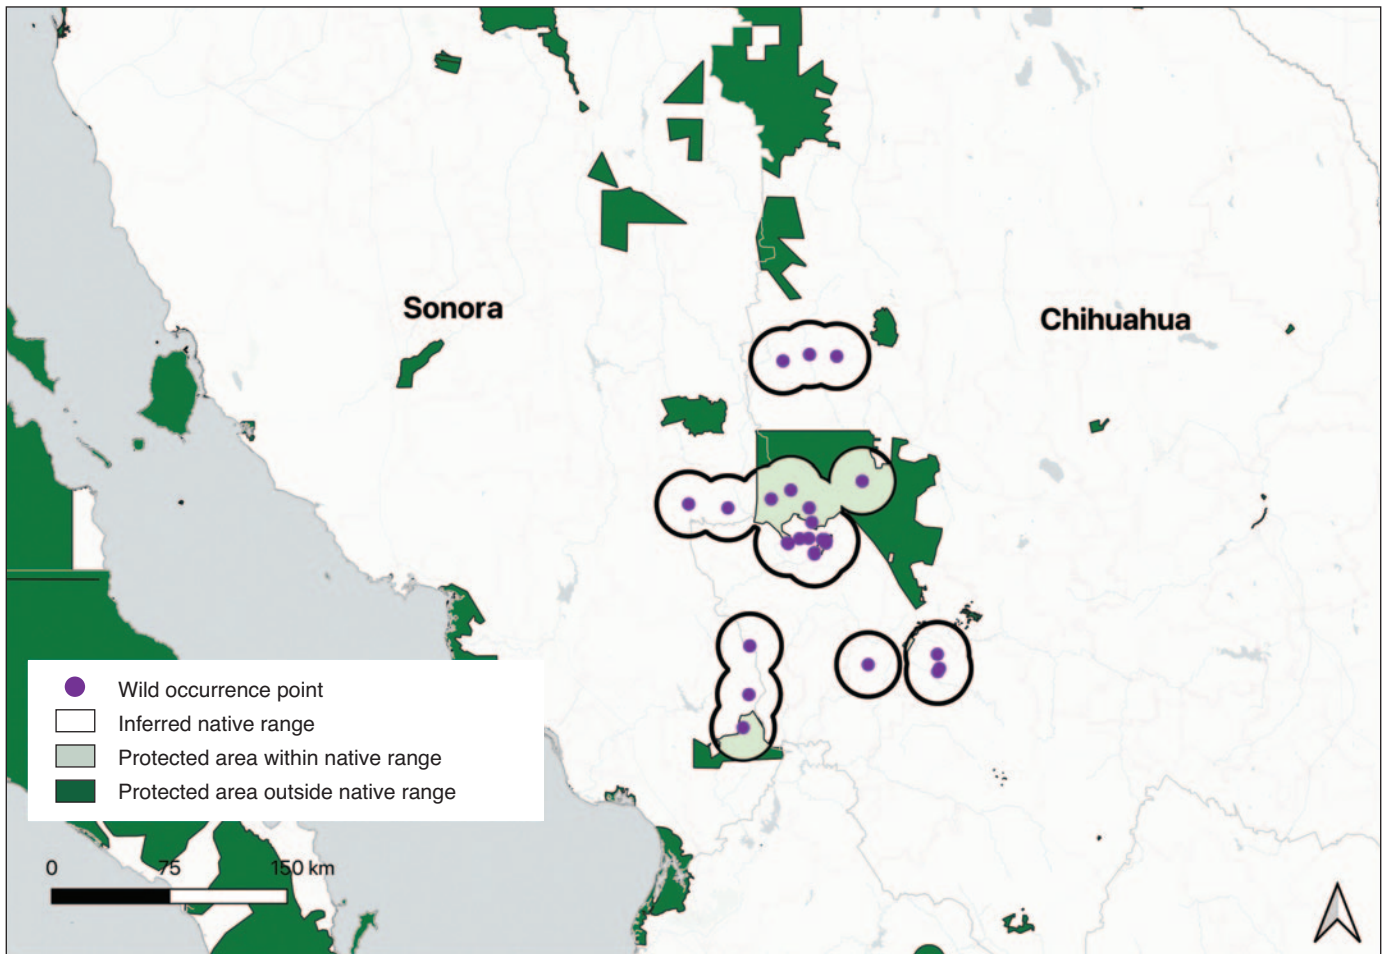 Sonora
Chihuahua
Wild occurrence point
Inferred native range
Protected area within native range
Protected area outside native range
0 75 150 km